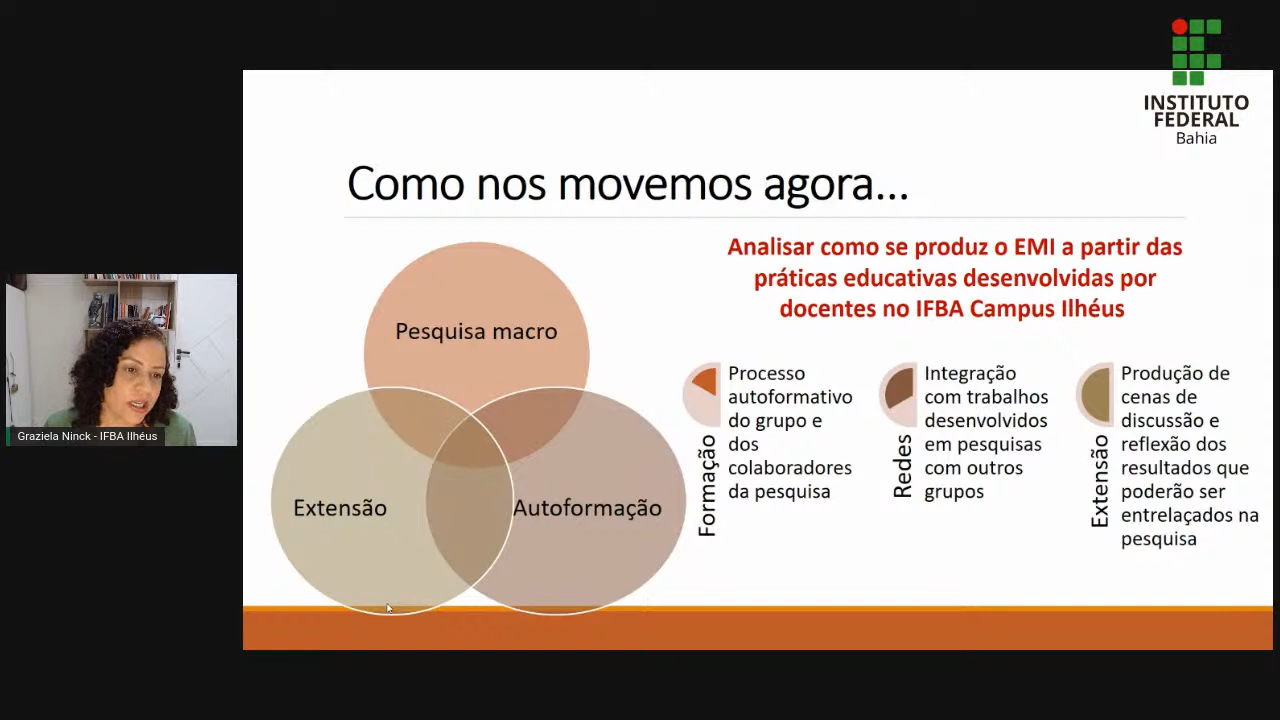 INSTITUTO
FEDERAL
Bahia
Como nos movemos agora...
Analisar como se produz o EMI a partir das
práticas educativas desenvolvidas por
docentes no IFBA Campus Ilhéus
Pesquisa macro
Extensão
Autoformação
Formação
Processo
autoformativo
do grupo e
dos
colaboradores
da pesquisa
Redes
Integração
com trabalhos
desenvolvidos
em pesquisas
com outros
grupos
Extensão
Produção de
cenas de
discussão e
reflexão dos
resultados que
poderão ser
entrelaçados na
pesquisa
Graziela Ninck - IFBA Ilhéus